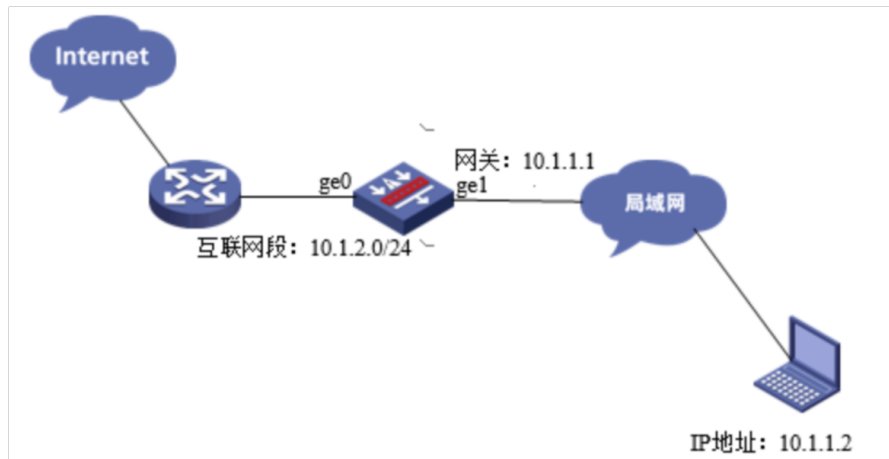 Internet
网关：10.1.1.1
ge0
ge1
局域网
互联网段：10.1.2.0/24
IP地址：10.1.1.2